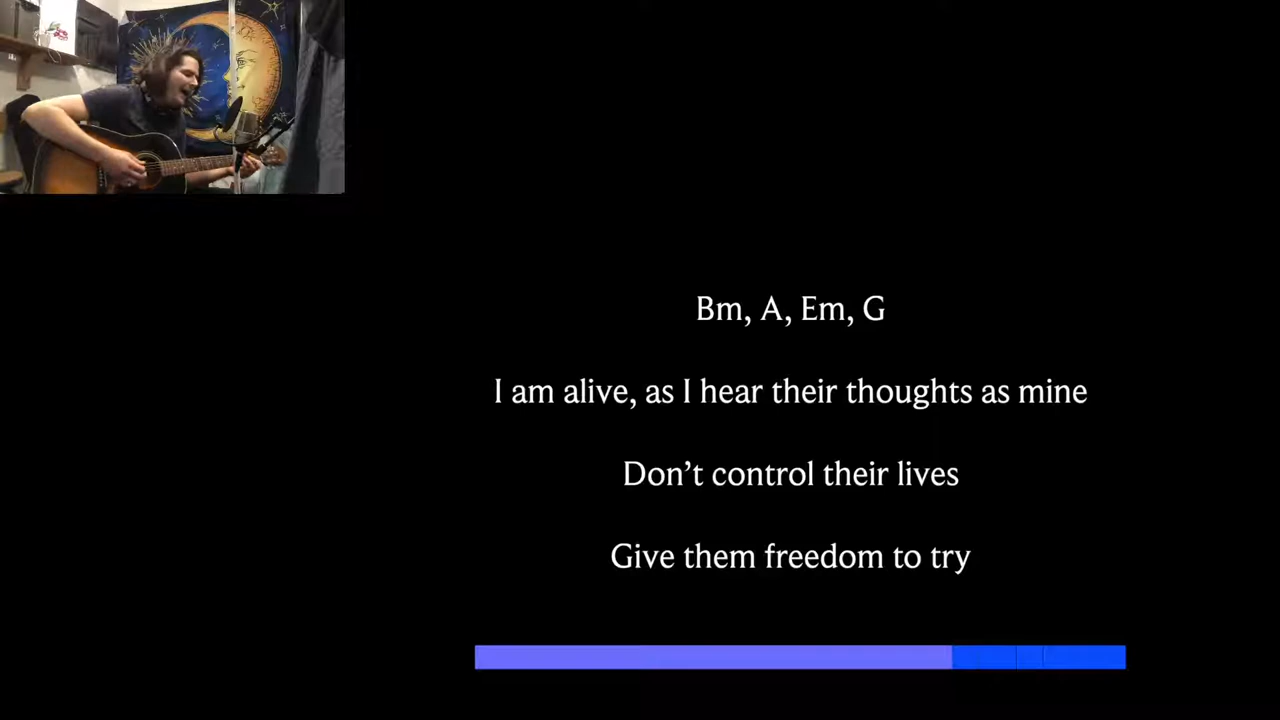 Bm, A, Em, G
I am alive, as I hear their thoughts as mine
Don’t control their lives
Give them freedom to try